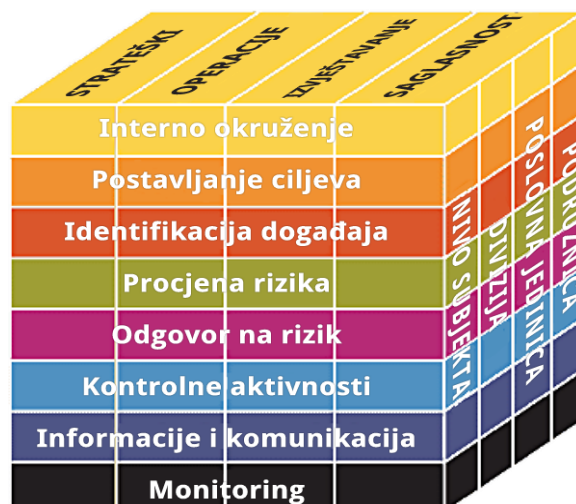 STRATEŠKI
OPERACIJE
IZVJEŠTAVANJE
SAGLASNOST
Interno okruženje
Postavljanje ciljeva
Identifikacija događaja
Procjena rizika
Odgovor na rizik
Kontrolne aktivnosti
Informacije i komunikacija
Monitoring
NIVO SUBJEKTA
DIVIZIJA
POSLOVNA JEDINICA
PODRUŽNICA